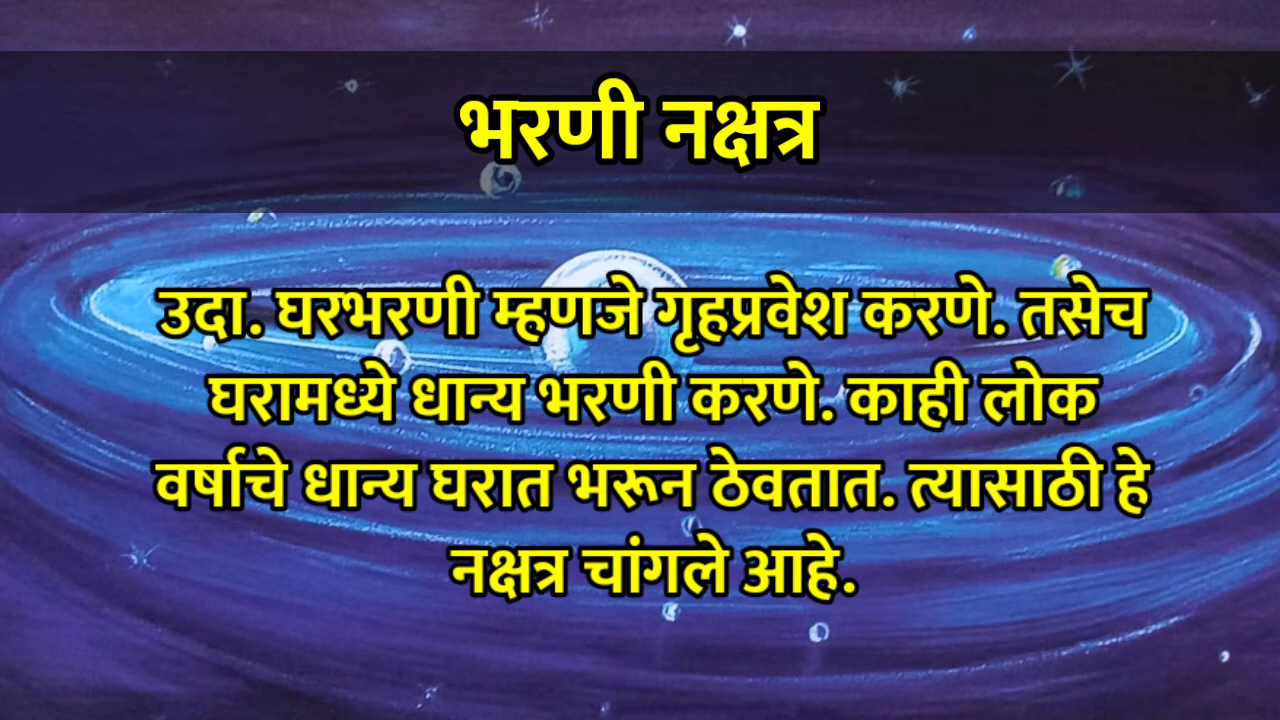 भरणी नक्षत्र
उदा. घरभरणी म्हणजे गृहप्रवेश करणे. तसेच
घरामध्ये धान्य भरणी करणे. काही लोक
वर्षाचे धान्य घरात भरून ठेवतात. त्यासाठी हे
नक्षत्र चांगले आहे.